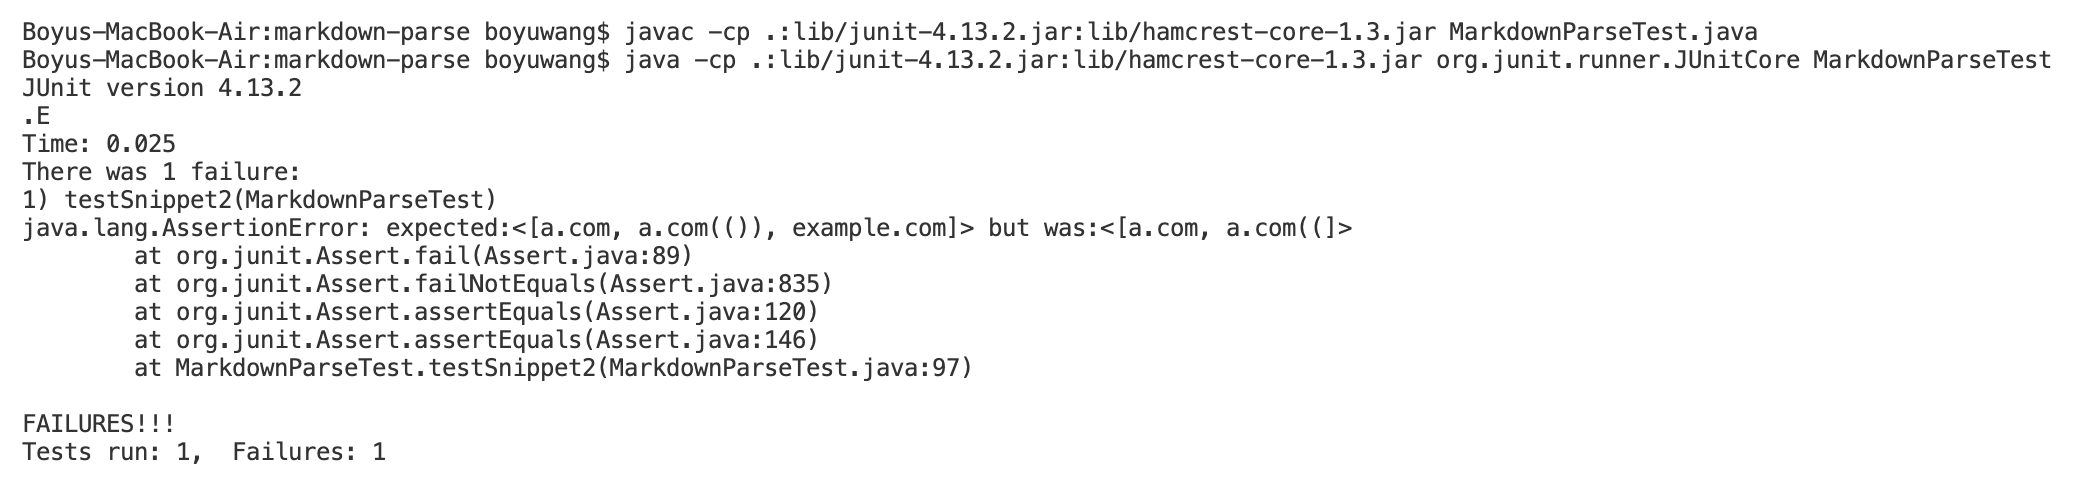 Boyus-MacBook-Air:markdown-parse boyuwang$ javac -cp .:lib/junit-4.13.2.jar:lib/hamcrest-core-1.3.jar MarkdownParseTest.java
Boyus-MacBook-Air:markdown-parse boyuwang$ java -cp .:lib/junit-4.13.2.jar:lib/hamcrest-core-1.3.jar org.junit.runner.JUnitCore MarkdownParseTest
JUnit version 4.13.2
.E
Time: 0.025
There was 1 failure:
1) testSnippet2(MarkdownParseTest)
java.lang.AssertionError: expected:<[a.com, a.com(()), example.com]> but was:<[a.com, a.com((]>
        at org.junit.Assert.fail(Assert.java:89)
        at org.junit.Assert.failNotEquals(Assert.java:835)
        at org.junit.Assert.assertEquals(Assert.java:120)
        at org.junit.Assert.assertEquals(Assert.java:146)
        at MarkdownParseTest.testSnippet2(MarkdownParseTest.java:97)

FAILURES!!!
Tests run: 1,  Failures: 1